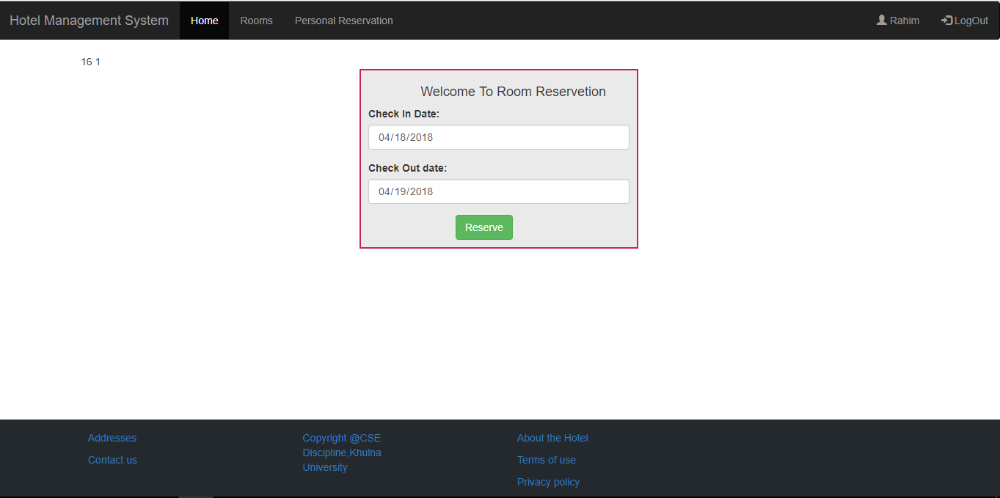 Hotel Management System Home Rooms Personal Reservation Rahim LogOut
16 1
Welcome To Room Reservetion
Check In Date:
04/18/2018
Check Out date:
04/19/2018
Reserve
Addresses
Contact us
Copyright @CSE
Discipline,Khulna
University
About the Hotel
Terms of use
Privacy policy